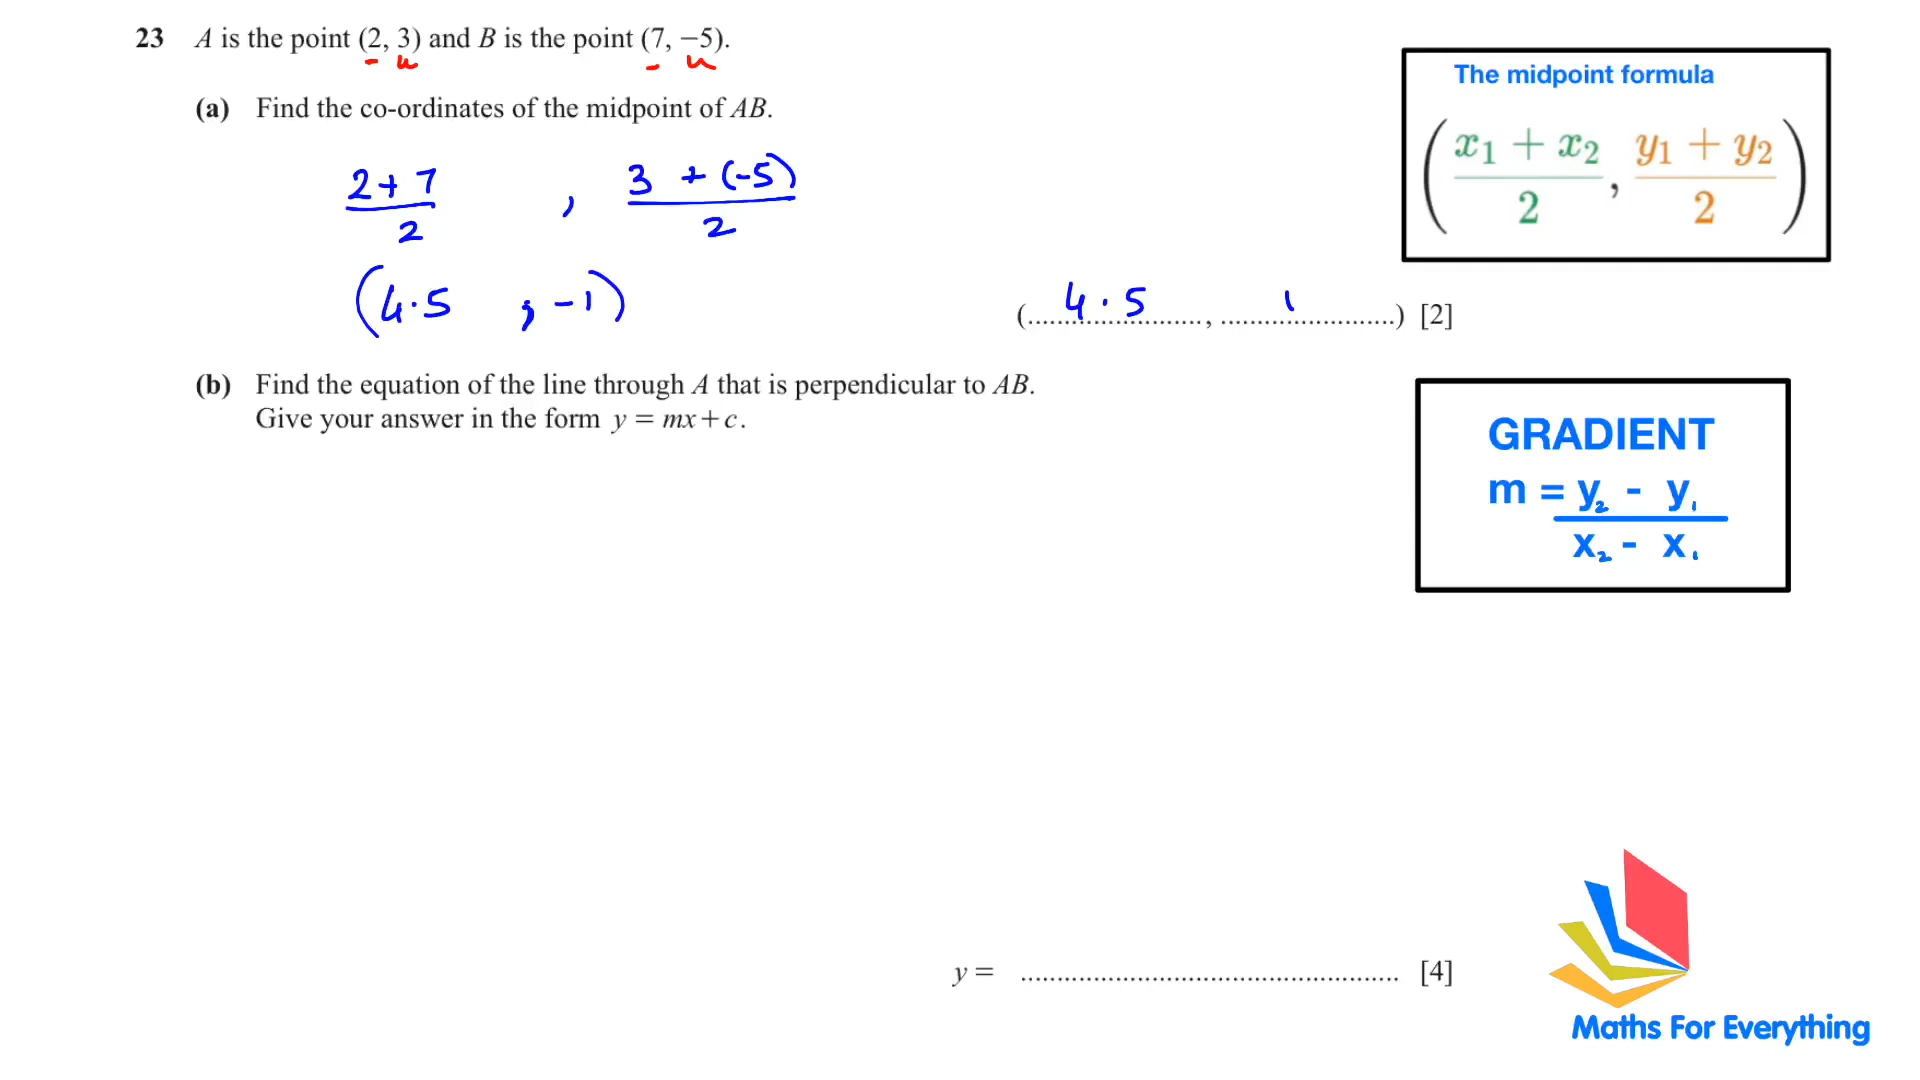 23 A is the point (2, 3) and B is the point (7, −5).
(a) Find the co-ordinates of the midpoint of AB.
2 + 7 / 2 , 3 + (-5) / 2
(4.5 , -1)
(........................, ........................) [2]
4.5 1
(b) Find the equation of the line through A that is perpendicular to AB.
Give your answer in the form y = mx + c.
y = .................................................... [4]
The midpoint formula
(x₁ + x₂ / 2 , y₁ + y₂ / 2)
GRADIENT
m = y₂ - y₁
x₂ - x₁
Maths For Everything